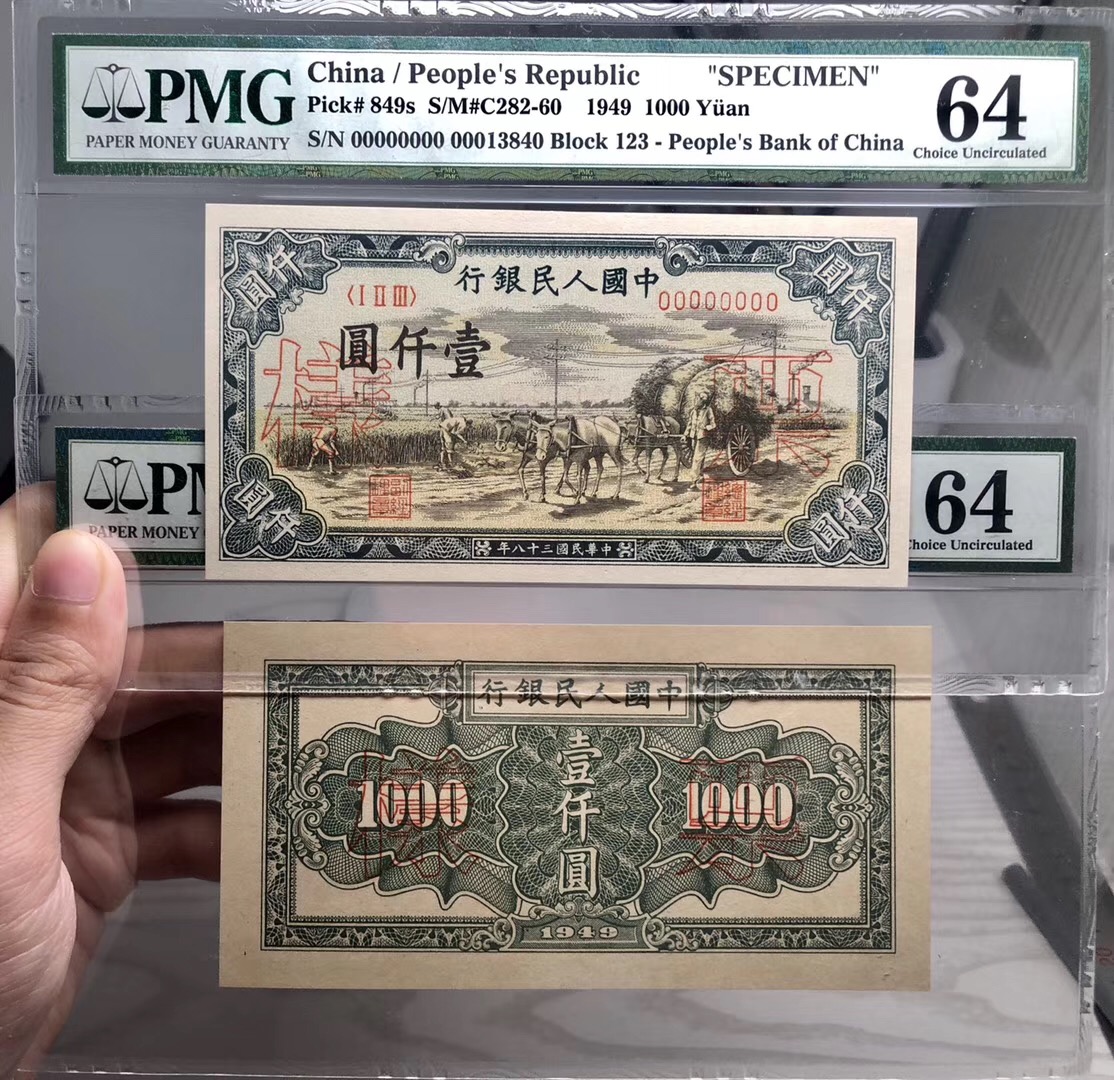 PMG
PAPER MONEY GUARANTY
China / People's Republic "SPECIMEN"
Pick# 849s S/M#C282-60 1949 1000 Yüan
S/N 00000000 00013840 Block 123 - People's Bank of China
64
Choice Uncirculated
仟圓
仟圓
中國人民銀行
〈I II III〉
00000000
壹仟圓
票樣
仟圓
仟圓
中華民國三十八年
PM
PAPER MONEY
64
Choice Uncirculated
中國人民銀行
壹仟圓
1000
1000
1949